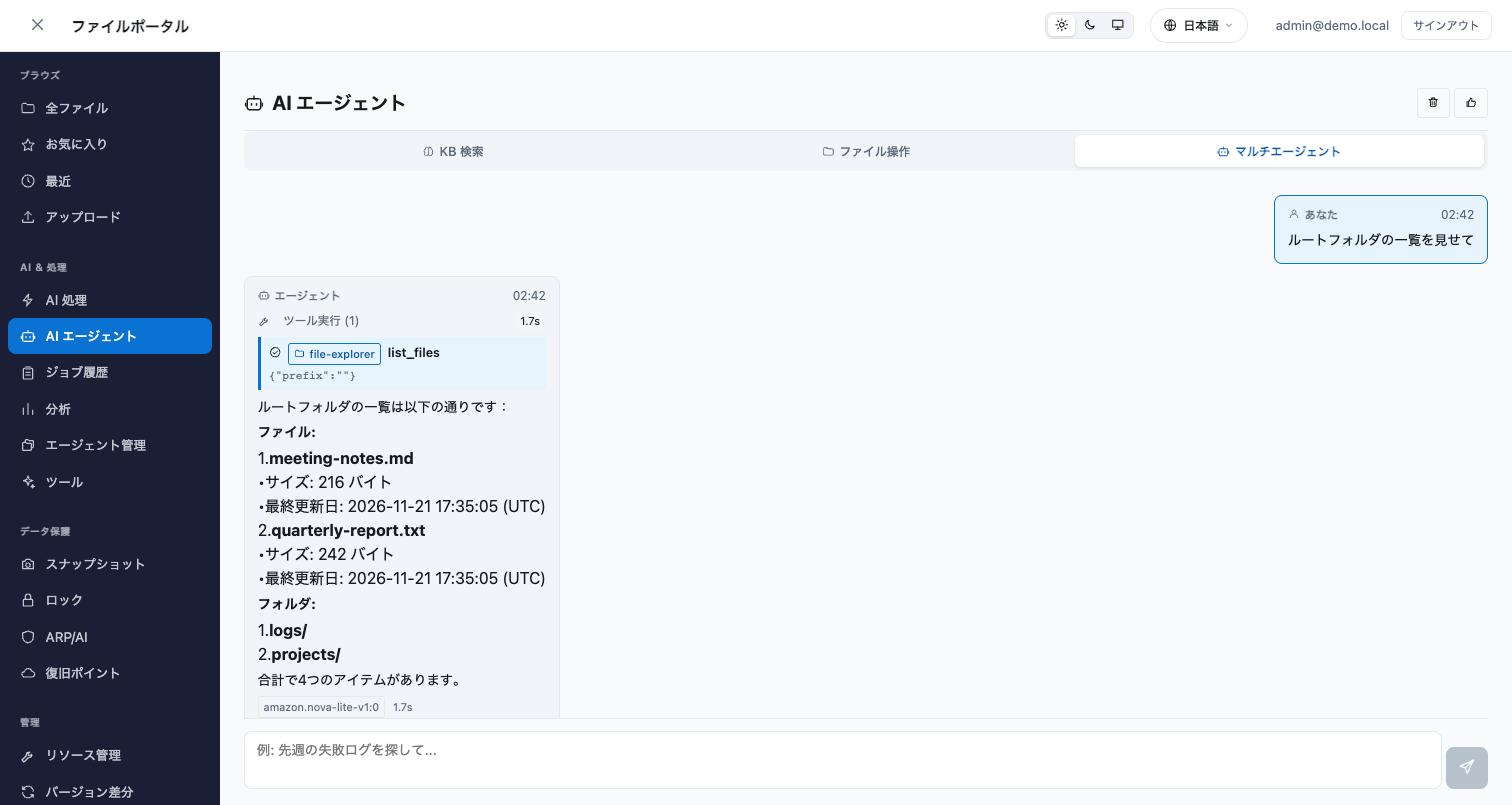 ファイルポータル
日本語
admin@demo.local
サインアウト
ブラウズ
全ファイル
お気に入り
最近
アップロード
AI & 処理
AI 処理
AI エージェント
ジョブ履歴
分析
エージェント管理
ツール
データ保護
スナップショット
ロック
ARP/AI
復旧ポイント
管理
リソース管理
バージョン差分
AI エージェント
KB 検索
ファイル操作
マルチエージェント
あなた 02:42
ルートフォルダの一覧を見せて
エージェント 02:42
ツール実行 (1) 1.7s
file-explorer list_files
{"prefix":""}
ルートフォルダの一覧は以下の通りです：
ファイル:
1.meeting-notes.md
•サイズ: 216 バイト
•最終更新日: 2026-11-21 17:35:05 (UTC)
2.quarterly-report.txt
•サイズ: 242 バイト
•最終更新日: 2026-11-21 17:35:05 (UTC)
フォルダ:
1.logs/
2.projects/
合計で4つのアイテムがあります。
amazon.nova-lite-v1:0 1.7s
例: 先週の失敗ログを探して...